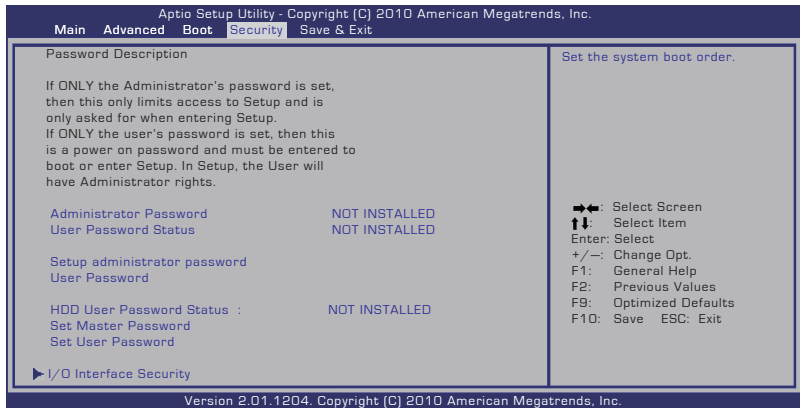 Aptio Setup Utility - Copyright (C) 2010 American Megatrends, Inc.
Main Advanced Boot Security Save & Exit
Password Description
If ONLY the Administrator's password is set,
then this only limits access to Setup and is
only asked for when entering Setup.
If ONLY the user's password is set, then this
is a power on password and must be entered to
boot or enter Setup. In Setup, the User will
have Administrator rights.
Administrator Password NOT INSTALLED
User Password Status NOT INSTALLED
Setup administrator password
User Password
HDD User Password Status : NOT INSTALLED
Set Master Password
Set User Password
I/O Interface Security
Set the system boot order.
→←: Select Screen
↑↓: Select Item
Enter: Select
+/—: Change Opt.
F1: General Help
F2: Previous Values
F9: Optimized Defaults
F10: Save ESC: Exit
Version 2.01.1204. Copyright (C) 2010 American Megatrends, Inc.